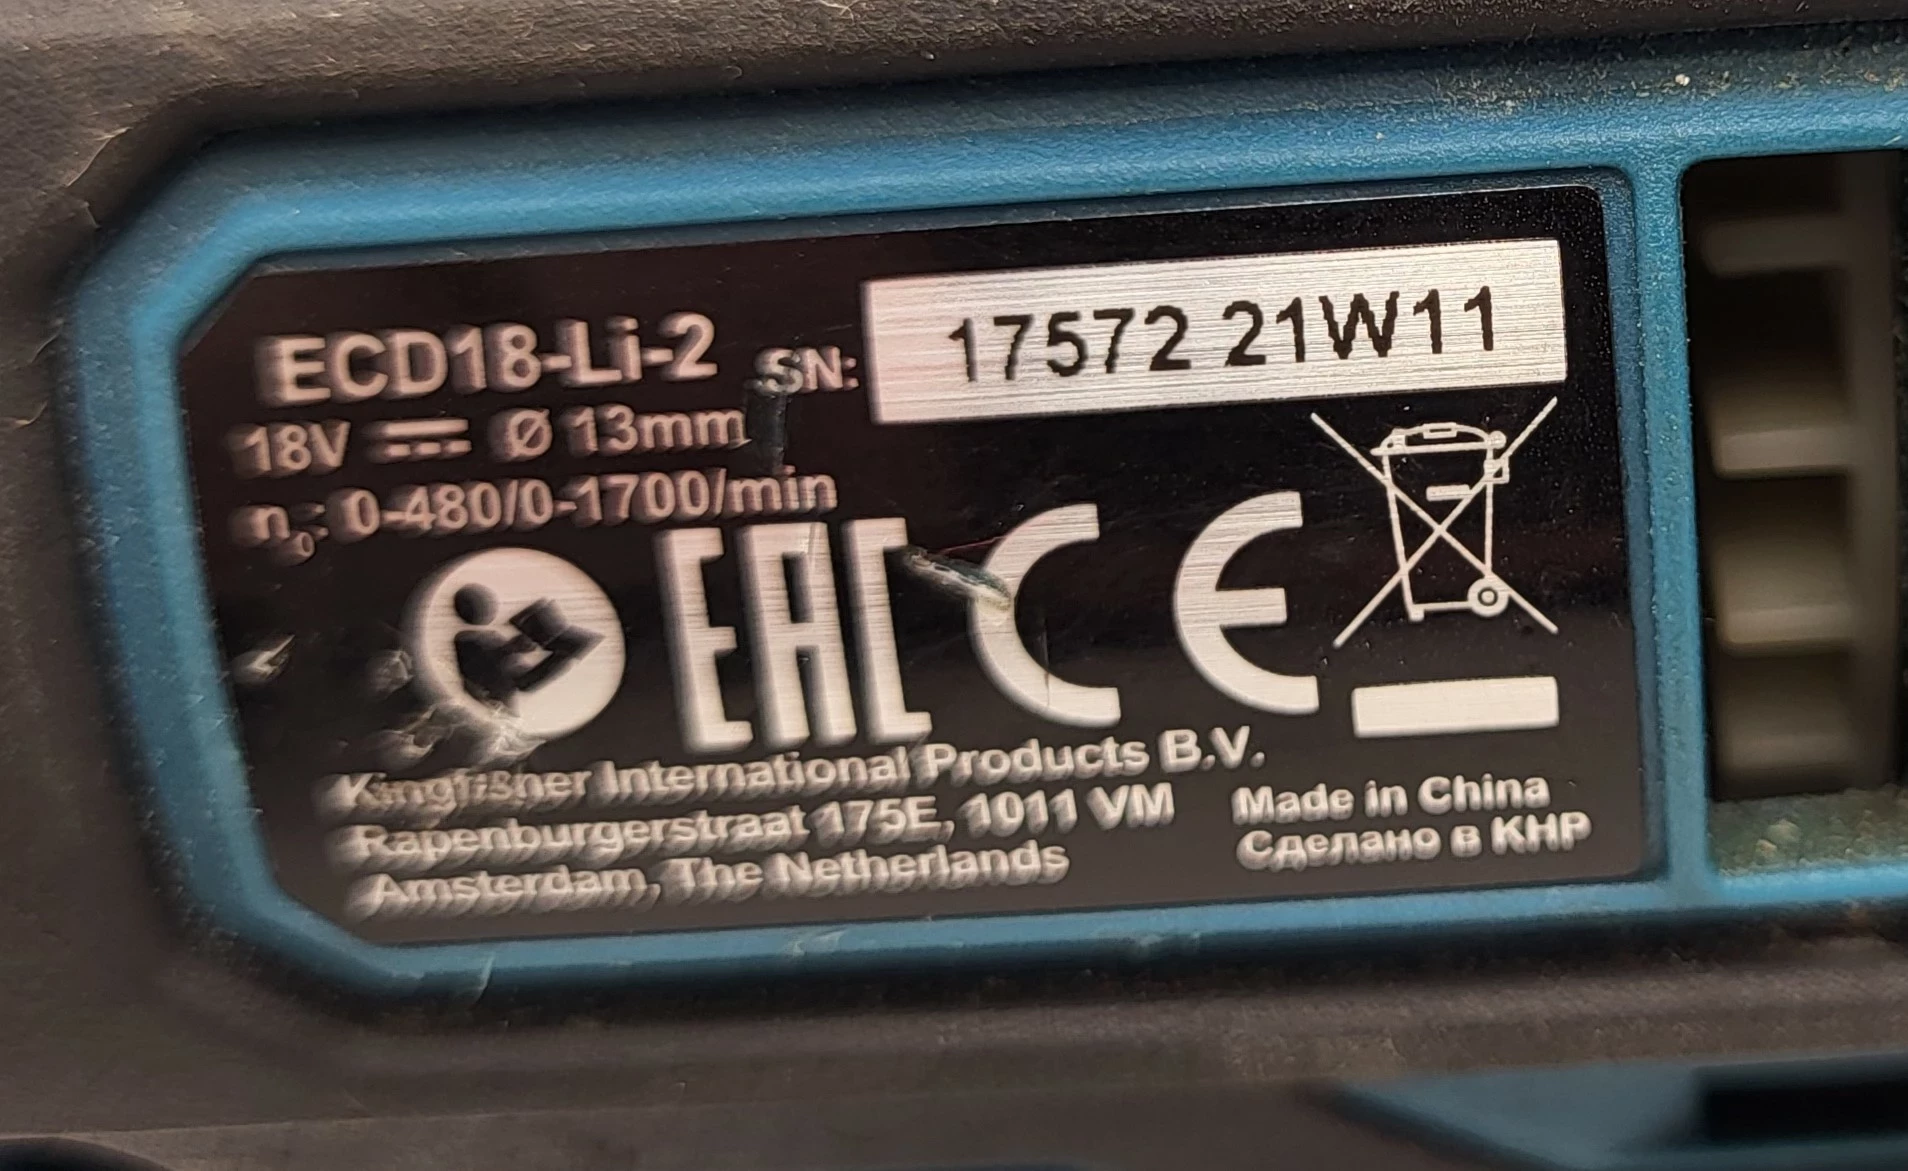 ECD18-Li-2
SN: 17572 21W11
18V ⎓ Ø 13mm
n₀: 0-480/0-1700/min
EAC CE
Kingfisher International Products B.V.
Rapenburgerstraat 175E, 1011 VM
Amsterdam, The Netherlands
Made in China
Сделано в КНР